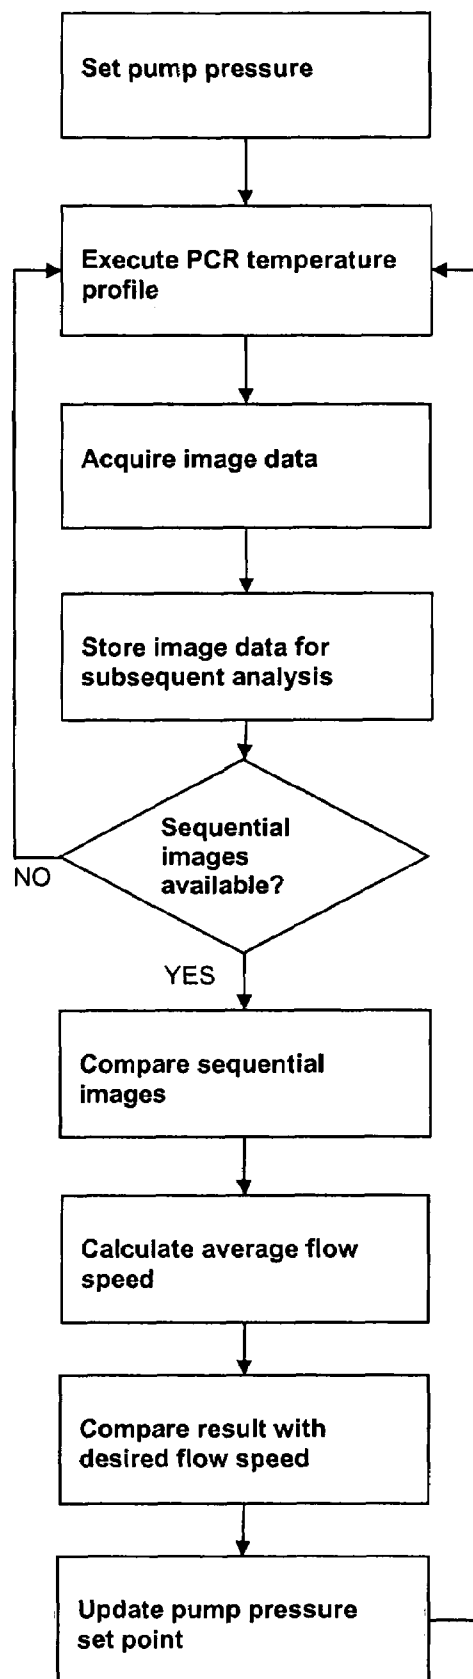 Set pump pressure
Execute PCR temperature
profile
Acquire image data
Store image data for
subsequent analysis
Sequential
images
available?
NO
YES
Compare sequential
images
Calculate average flow
speed
Compare result with
desired flow speed
Update pump pressure
set point